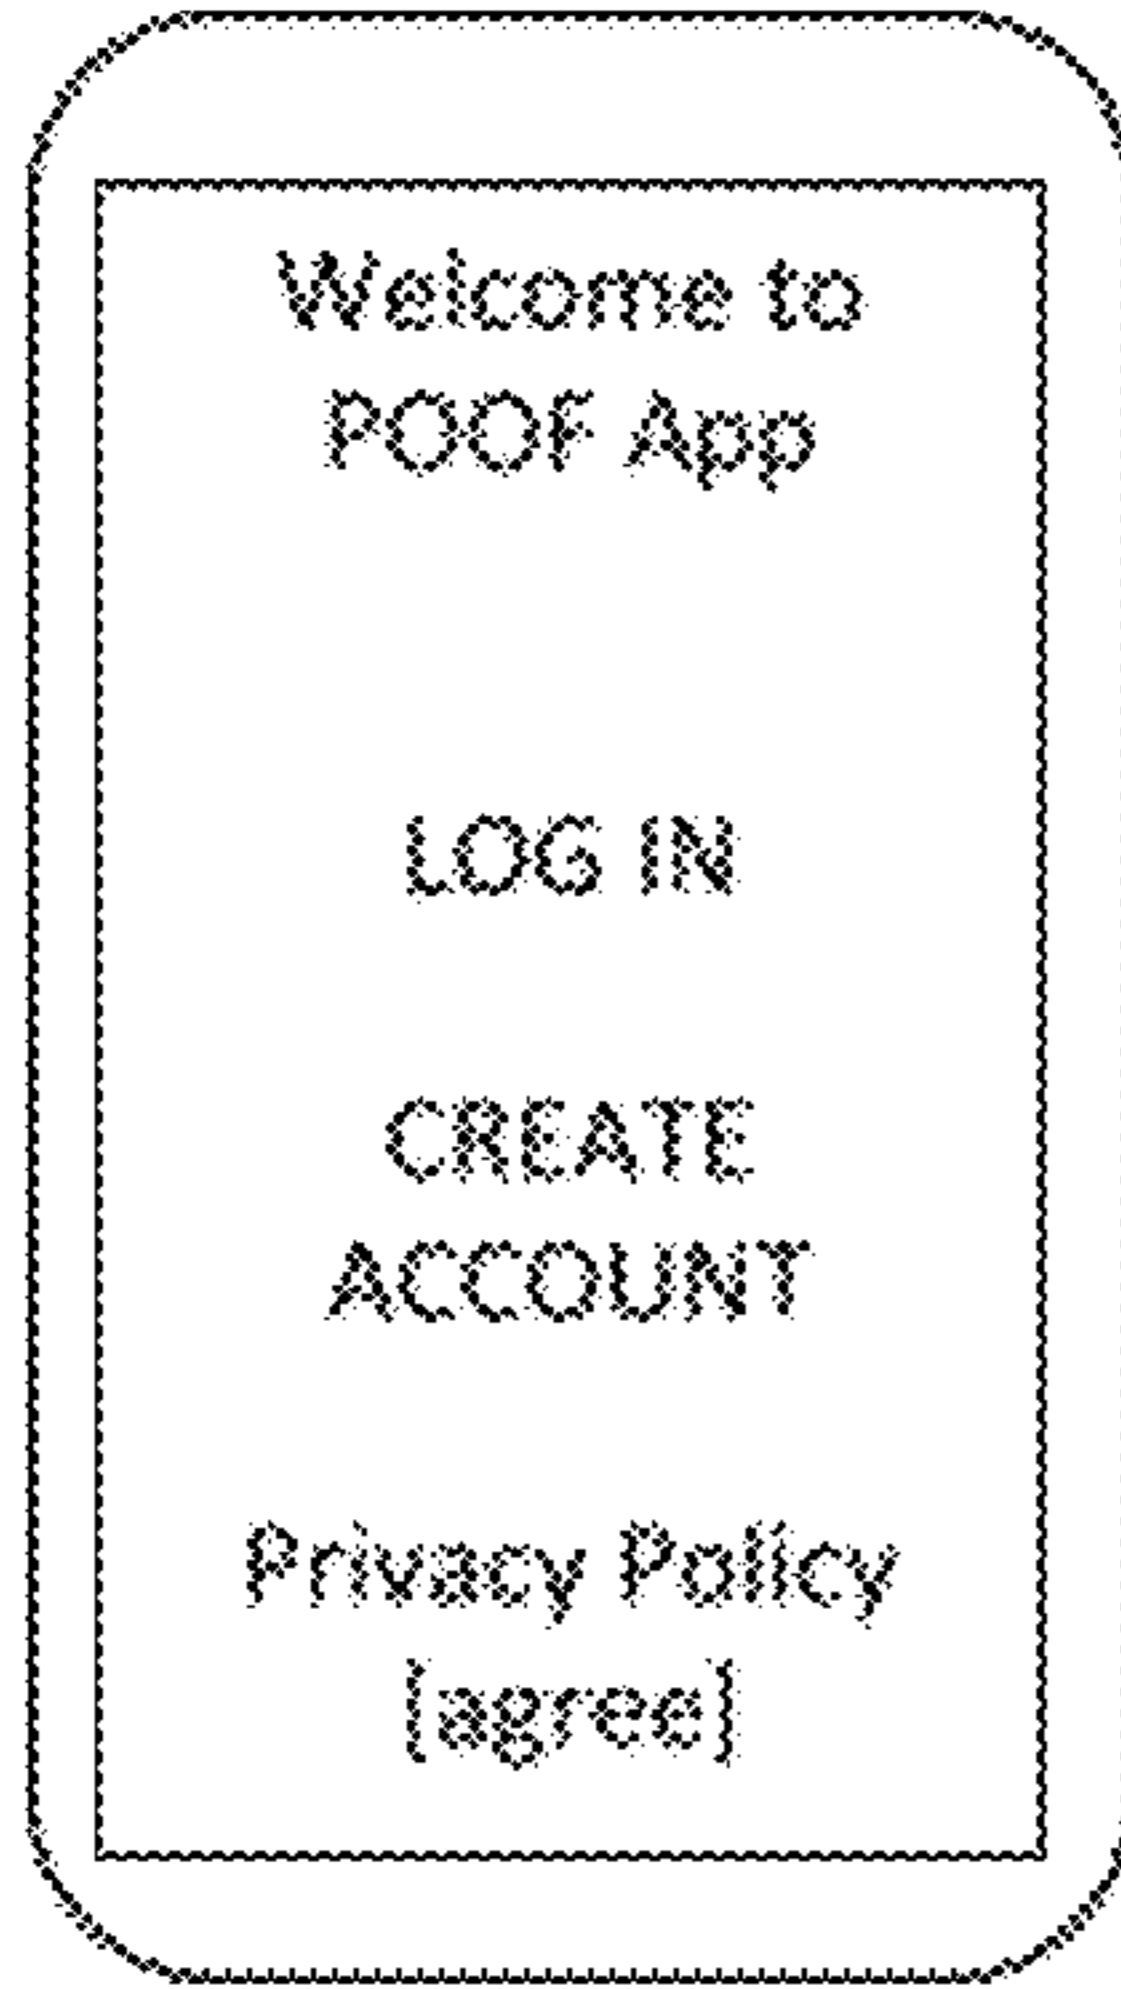 Welcome to
POOF App
LOG IN
CREATE
ACCOUNT
Privacy Policy
[agree]